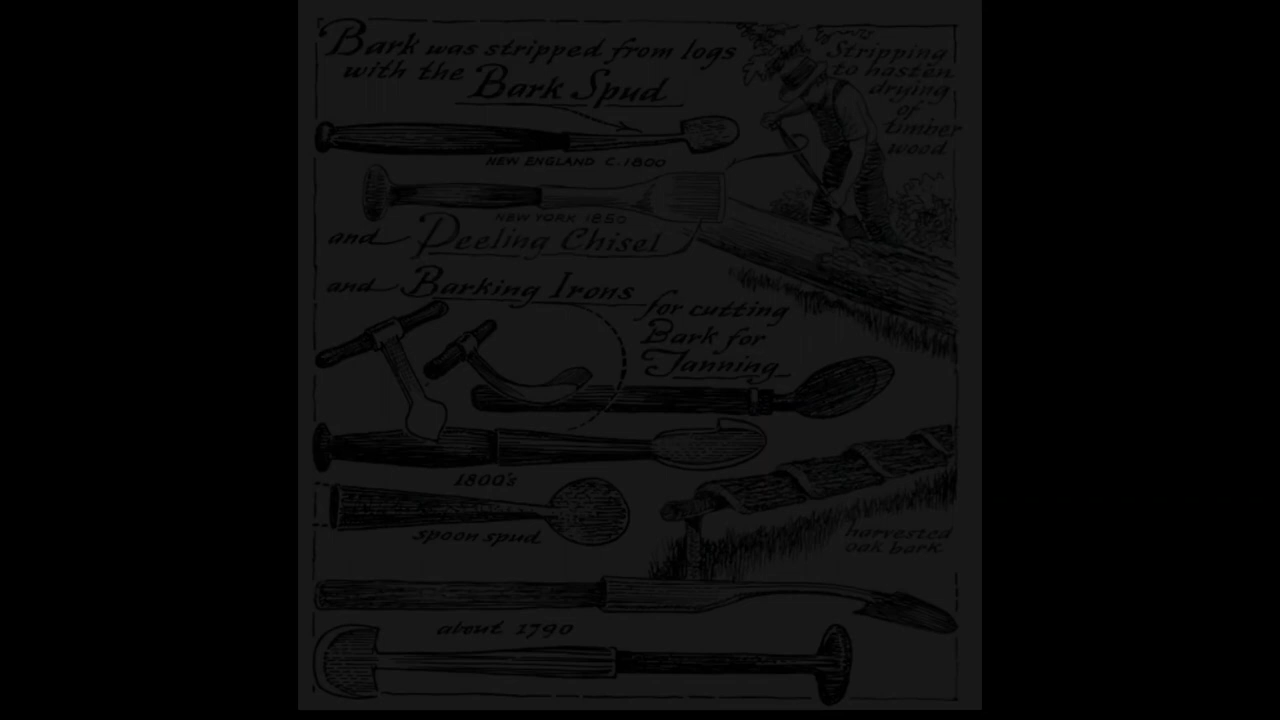 Bark was stripped from logs
with the Bark Spud
Stripping
to hasten
drying
of
timber
wood
NEW ENGLAND C.1800
NEW YORK 1850
and Peeling Chisel
and Barking Irons
for cutting
Bark for
Tanning
1800's
spoon spud
harvested
oak bark
about 1790